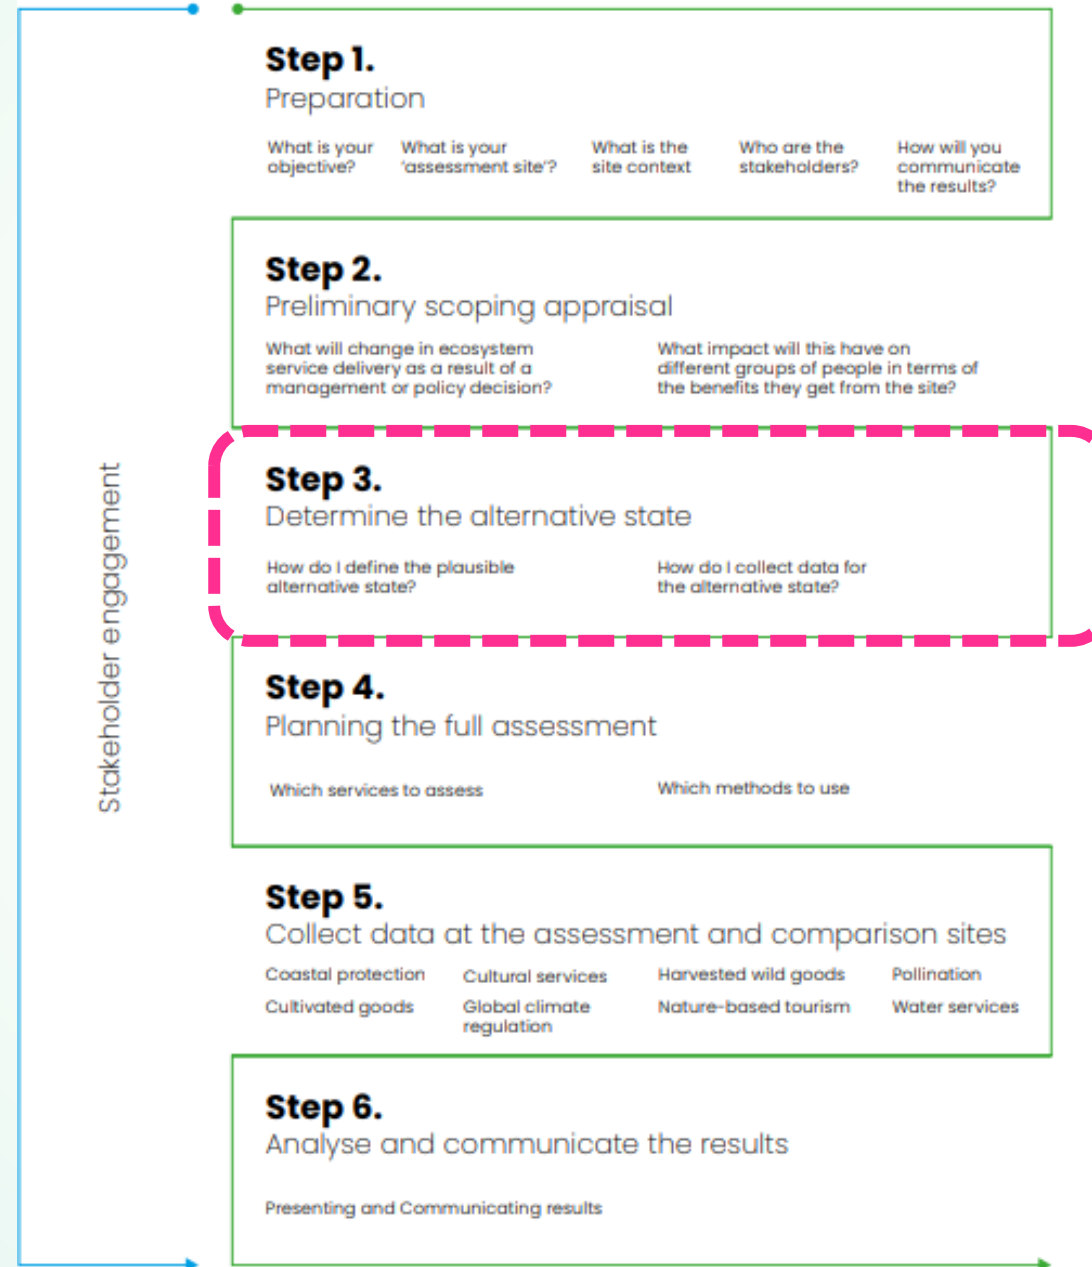 Stakeholder engagement
Step 1.
Preparation
What is your
objective?
What is your
'assessment site'?
What is the
site context
Who are the
stakeholders?
How will you
communicate
the results?
Step 2.
Preliminary scoping appraisal
What will change in ecosystem
service delivery as a result of a
management or policy decision?
What impact will this have on
different groups of people in terms of
the benefits they get from the site?
Step 3.
Determine the alternative state
How do I define the plausible
alternative state?
How do I collect data for
the alternative state?
Step 4.
Planning the full assessment
Which services to assess
Which methods to use
Step 5.
Collect data at the assessment and comparison sites
Coastal protection
Cultural services
Harvested wild goods
Pollination
Cultivated goods
Global climate
regulation
Nature-based tourism
Water services
Step 6.
Analyse and communicate the results
Presenting and Communicating results